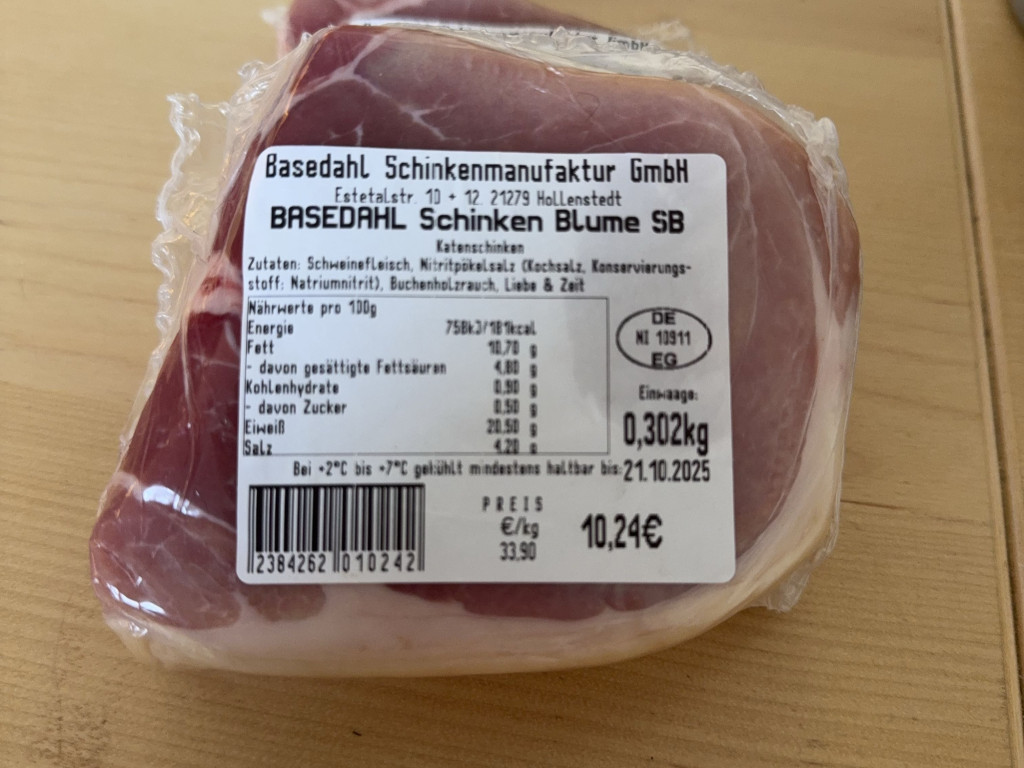 Basedahl Schinkenmanufaktur GmbH
Estetalstr. 10 + 12. 21279 Hollenstedt
BASEDAHL Schinken Blume SB
Katenschinken
Zutaten: Schweinefleisch, Nitritpökelsalz (Kochsalz, Konservierungs-
stoff: Natriumnitrit), Buchenholzrauch, Liebe & Zeit
Nährwerte pro 100g
Energie 758kJ/181kcal
Fett 10,70 g
- davon gesättigte Fettsäuren 4,80 g
Kohlenhydrate 0,90 g
- davon Zucker 0,50 g
Eiweiß 20,50 g
Salz 4,20 g
DE
NI 10911
EG
Einwaage:
0,302kg
Bei +2°C bis +7°C gekühlt mindestens haltbar bis: 21.10.2025
PREIS
€/kg
33,90
10,24€
2384262 010242